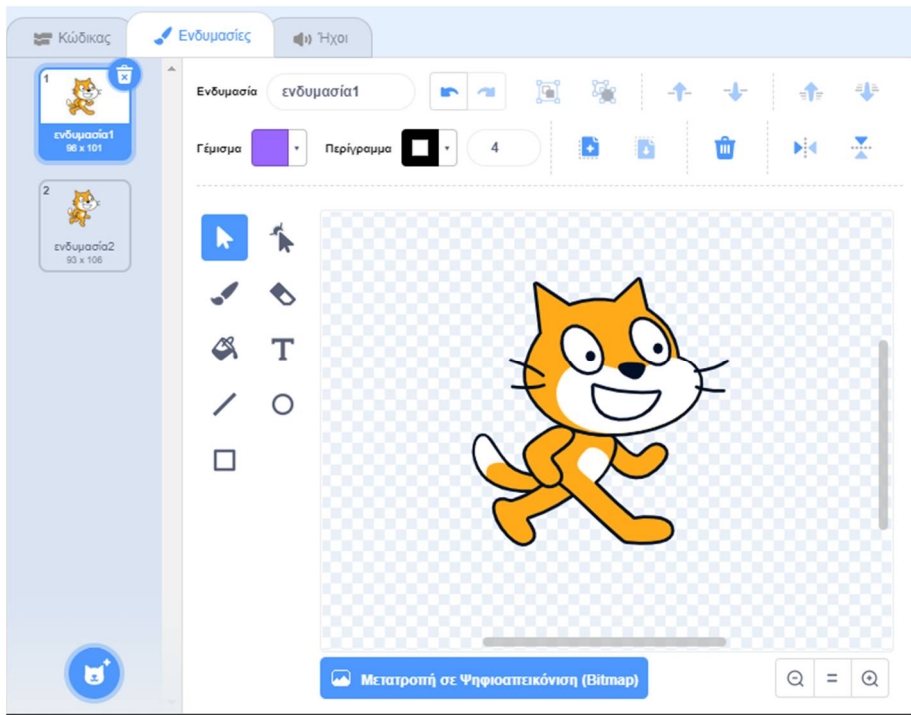 Κώδικας
Ενδυμασίες
Ήχοι
1
ενδυμασία1
96 x 101
2
ενδυμασία2
93 x 106
Ενδυμασία
ενδυμασία1
Γέμισμα
Περίγραμμα
4
T
Μετατροπή σε Ψηφιοαπεικόνιση (Bitmap)